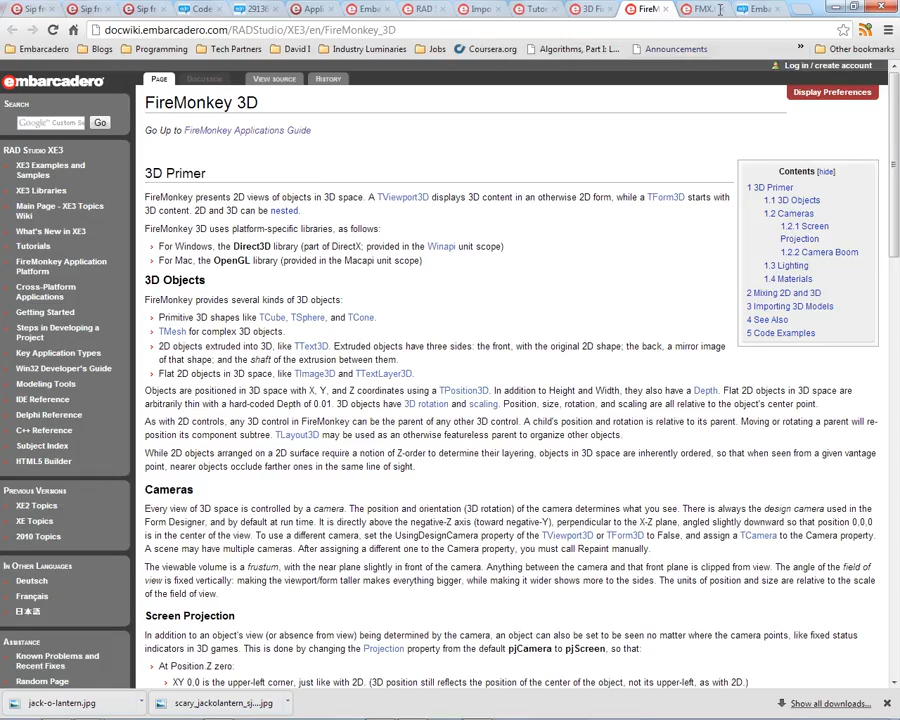 Sip fr
Sip fr
Sip fr
Code
29136
Appli
Emba
RAD
Impo
Tutor
3D Fi
FireM
FMX.
Emba
docwiki.embarcadero.com/RADStudio/XE3/en/FireMonkey_3D
Embarcadero
Blogs
Programming
Tech Partners
David I
Industry Luminaries
Jobs
Coursera.org
Algorithms, Part I: L...
Announcements
»
Other bookmarks
Log in / create account
embarcadero
PAGE
DISCUSSION
VIEW SOURCE
HISTORY
Display Preferences
SEARCH
Google™ Custom Se
Go
RAD STUDIO XE3
XE3 Examples and
Samples
XE3 Libraries
Main Page - XE3 Topics
Wiki
What's New in XE3
Tutorials
FireMonkey Application
Platform
Cross-Platform
Applications
Getting Started
Steps in Developing a
Project
Key Application Types
Win32 Developer's Guide
Modeling Tools
IDE Reference
Delphi Reference
C++ Reference
Subject Index
HTML5 Builder
PREVIOUS VERSIONS
XE2 Topics
XE Topics
2010 Topics
IN OTHER LANGUAGES
Deutsch
Français
日本語
ASSISTANCE
Known Problems and
Recent Fixes
Random Page
FireMonkey 3D
Go Up to FireMonkey Applications Guide
Contents [hide]
1 3D Primer
1.1 3D Objects
1.2 Cameras
1.2.1 Screen
Projection
1.2.2 Camera Boom
1.3 Lighting
1.4 Materials
2 Mixing 2D and 3D
3 Importing 3D Models
4 See Also
5 Code Examples
3D Primer
FireMonkey presents 2D views of objects in 3D space. A TViewport3D displays 3D content in an otherwise 2D form, while a TForm3D starts with
3D content. 2D and 3D can be nested.
FireMonkey 3D uses platform-specific libraries, as follows:
For Windows, the Direct3D library (part of DirectX; provided in the Winapi unit scope)
For Mac, the OpenGL library (provided in the Macapi unit scope)
3D Objects
FireMonkey provides several kinds of 3D objects:
Primitive 3D shapes like TCube, TSphere, and TCone.
TMesh for complex 3D objects.
2D objects extruded into 3D, like TText3D. Extruded objects have three sides: the front, with the original 2D shape; the back, a mirror image
of that shape; and the shaft of the extrusion between them.
Flat 2D objects in 3D space, like TImage3D and TTextLayer3D.
Objects are positioned in 3D space with X, Y, and Z coordinates using a TPosition3D. In addition to Height and Width, they also have a Depth. Flat 2D objects in 3D space are
arbitrarily thin with a hard-coded Depth of 0.01. 3D objects have 3D rotation and scaling. Position, size, rotation, and scaling are all relative to the object's center point.
As with 2D controls, any 3D control in FireMonkey can be the parent of any other 3D control. A child's position and rotation is relative to its parent. Moving or rotating a parent will re-
position its component subtree. TLayout3D may be used as an otherwise featureless parent to organize other objects.
While 2D objects arranged on a 2D surface require a notion of Z-order to determine their layering, objects in 3D space are inherently ordered, so that when seen from a given vantage
point, nearer objects occlude farther ones in the same line of sight.
Cameras
Every view of 3D space is controlled by a camera. The position and orientation (3D rotation) of the camera determines what you see. There is always the design camera used in the
Form Designer, and by default at run time. It is directly above the negative-Z axis (toward negative-Y), perpendicular to the X-Z plane, angled slightly downward so that position 0,0,0
is in the center of the view. To use a different camera, set the UsingDesignCamera property of the TViewport3D or TForm3D to False, and assign a TCamera to the Camera property.
A scene may have multiple cameras. After assigning a different one to the Camera property, you must call Repaint manually.
The viewable volume is a frustum, with the near plane slightly in front of the camera. Anything between the camera and that front plane is clipped from view. The angle of the field of
view is fixed vertically: making the viewport/form taller makes everything bigger, while making it wider shows more to the sides. The units of position and size are relative to the scale
of the field of view.
Screen Projection
In addition to an object's view (or absence from view) being determined by the camera, an object can also be set to be seen no matter where the camera points, like fixed status
indicators in 3D games. This is done by changing the Projection property from the default pjCamera to pjScreen, so that:
At Position.Z zero:
XY 0,0 is the upper-left corner, just like with 2D. (3D position still reflects the position of the center of the object, not its upper-left, as with 2D.)
jack-o-lantern.jpg
scary_jackolantern_sj....jpg
Show all downloads...